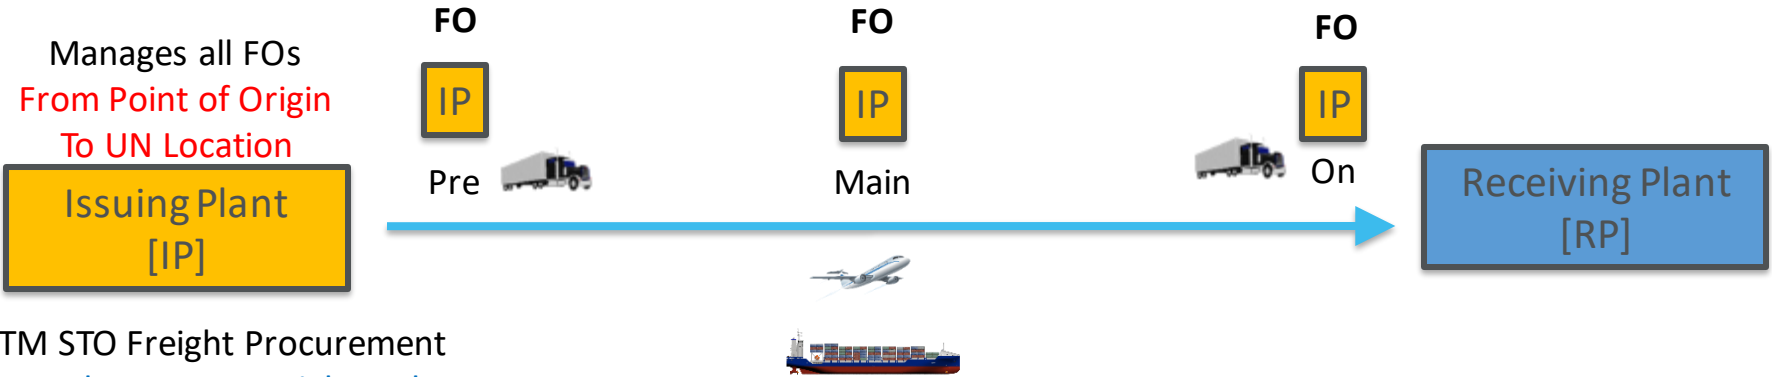 FO
FO
FO
Manages all FOs
From Point of Origin
To UN Location
IP
IP
IP
Pre
Main
On
Issuing Plant
[IP]
Receiving Plant
[RP]
TM STO Freight Procurement